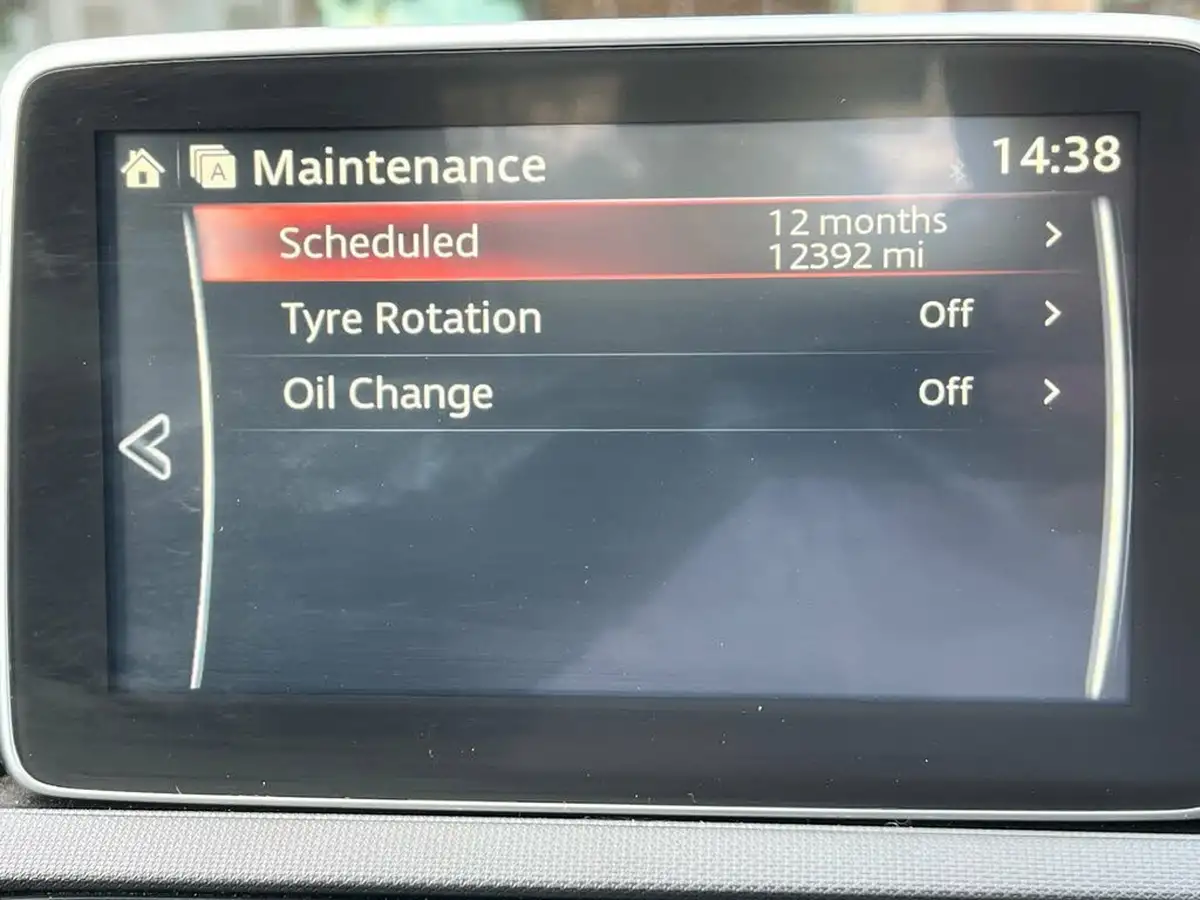 A Maintenance 14:38
Scheduled 12 months
12392 mi >
Tyre Rotation Off >
Oil Change Off >